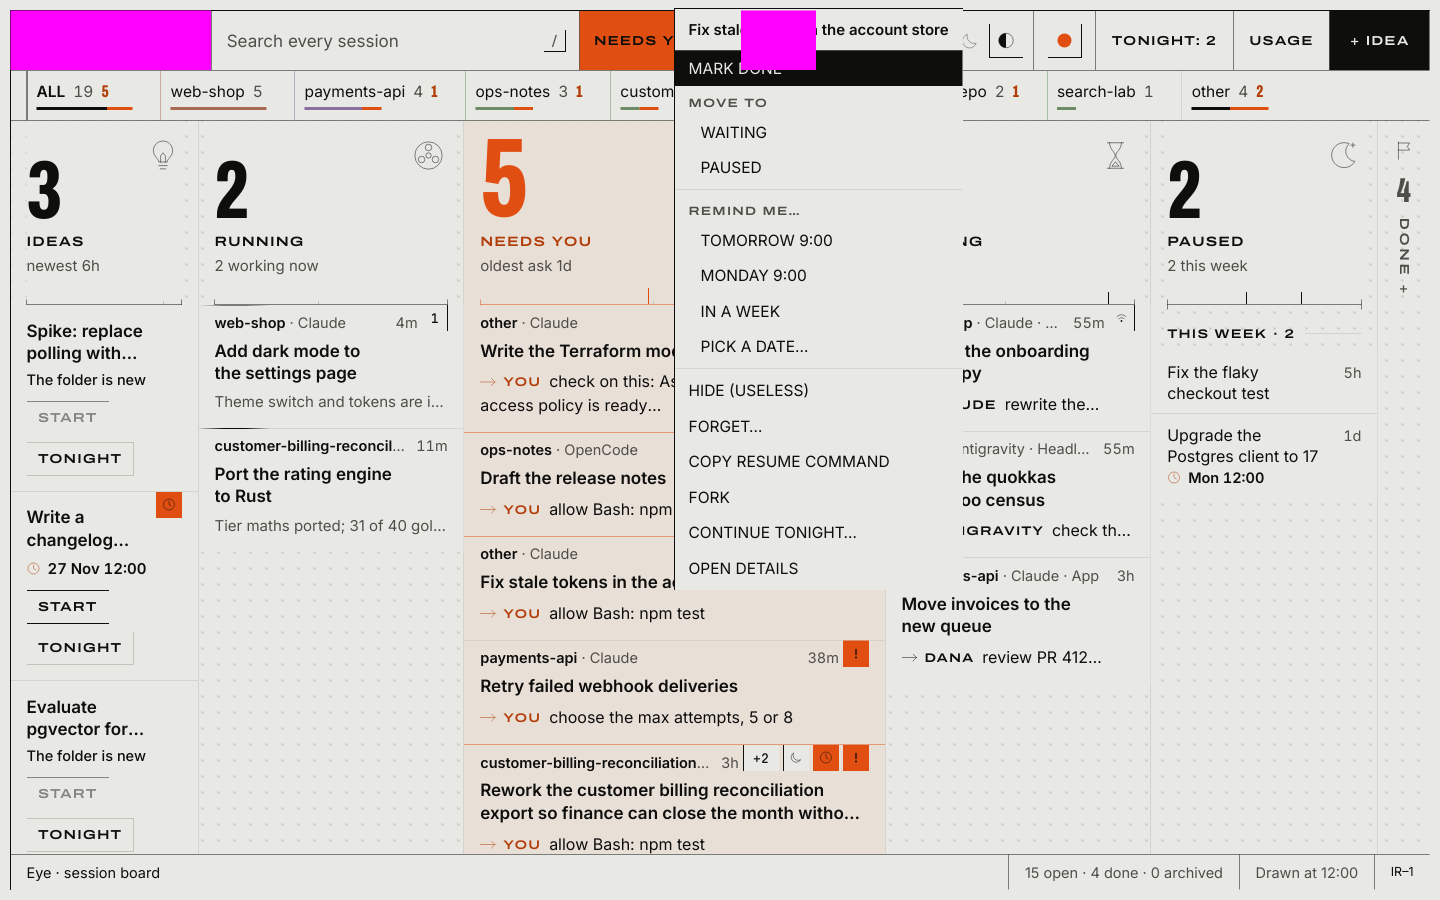 Search every session
/
NEEDS Y
TONIGHT: 2
USAGE
+ IDEA
ALL 19 5
web-shop 5
payments-api 4 1
ops-notes 3 1
custom
epo 2 1
search-lab 1
other 4 2
3
IDEAS
newest 6h
Spike: replace
polling with…
The folder is new
START
TONIGHT
Write a
changelog…
27 Nov 12:00
START
TONIGHT
Evaluate
pgvector for…
The folder is new
START
TONIGHT
2
RUNNING
2 working now
web-shop · Claude 4m 1
Add dark mode to
the settings page
Theme switch and tokens are i…
customer-billing-reconcil… 11m
Port the rating engine
to Rust
Tier maths ported; 31 of 40 gol…
5
NEEDS YOU
oldest ask 1d
other · Claude
Write the Terraform mo
→ YOU check on this: As
access policy is ready…
ops-notes · OpenCode
Draft the release notes
→ YOU allow Bash: npm
other · Claude
Fix stale tokens in the a
→ YOU allow Bash: npm test
payments-api · Claude 38m !
Retry failed webhook deliveries
→ YOU choose the max attempts, 5 or 8
customer-billing-reconciliation… 3h +2 !
Rework the customer billing reconciliation
export so finance can close the month witho…
→ YOU allow Bash: npm test
Fix stal the account store
MARK DONE
MOVE TO
WAITING
PAUSED
REMIND ME…
TOMORROW 9:00
MONDAY 9:00
IN A WEEK
PICK A DATE…
HIDE (USELESS)
FORGET…
COPY RESUME COMMAND
FORK
CONTINUE TONIGHT…
OPEN DETAILS
NG
p · Claude · … 55m
the onboarding
py
UDE rewrite the…
ntigravity · Headl… 55m
he quokkas
oo census
IGRAVITY check th…
s-api · Claude · App 3h
Move invoices to the
new queue
→ DANA review PR 412…
2
PAUSED
2 this week
THIS WEEK · 2
Fix the flaky 5h
checkout test
Upgrade the 1d
Postgres client to 17
Mon 12:00
4
DONE +
Eye · session board
15 open · 4 done · 0 archived
Drawn at 12:00
IR–1